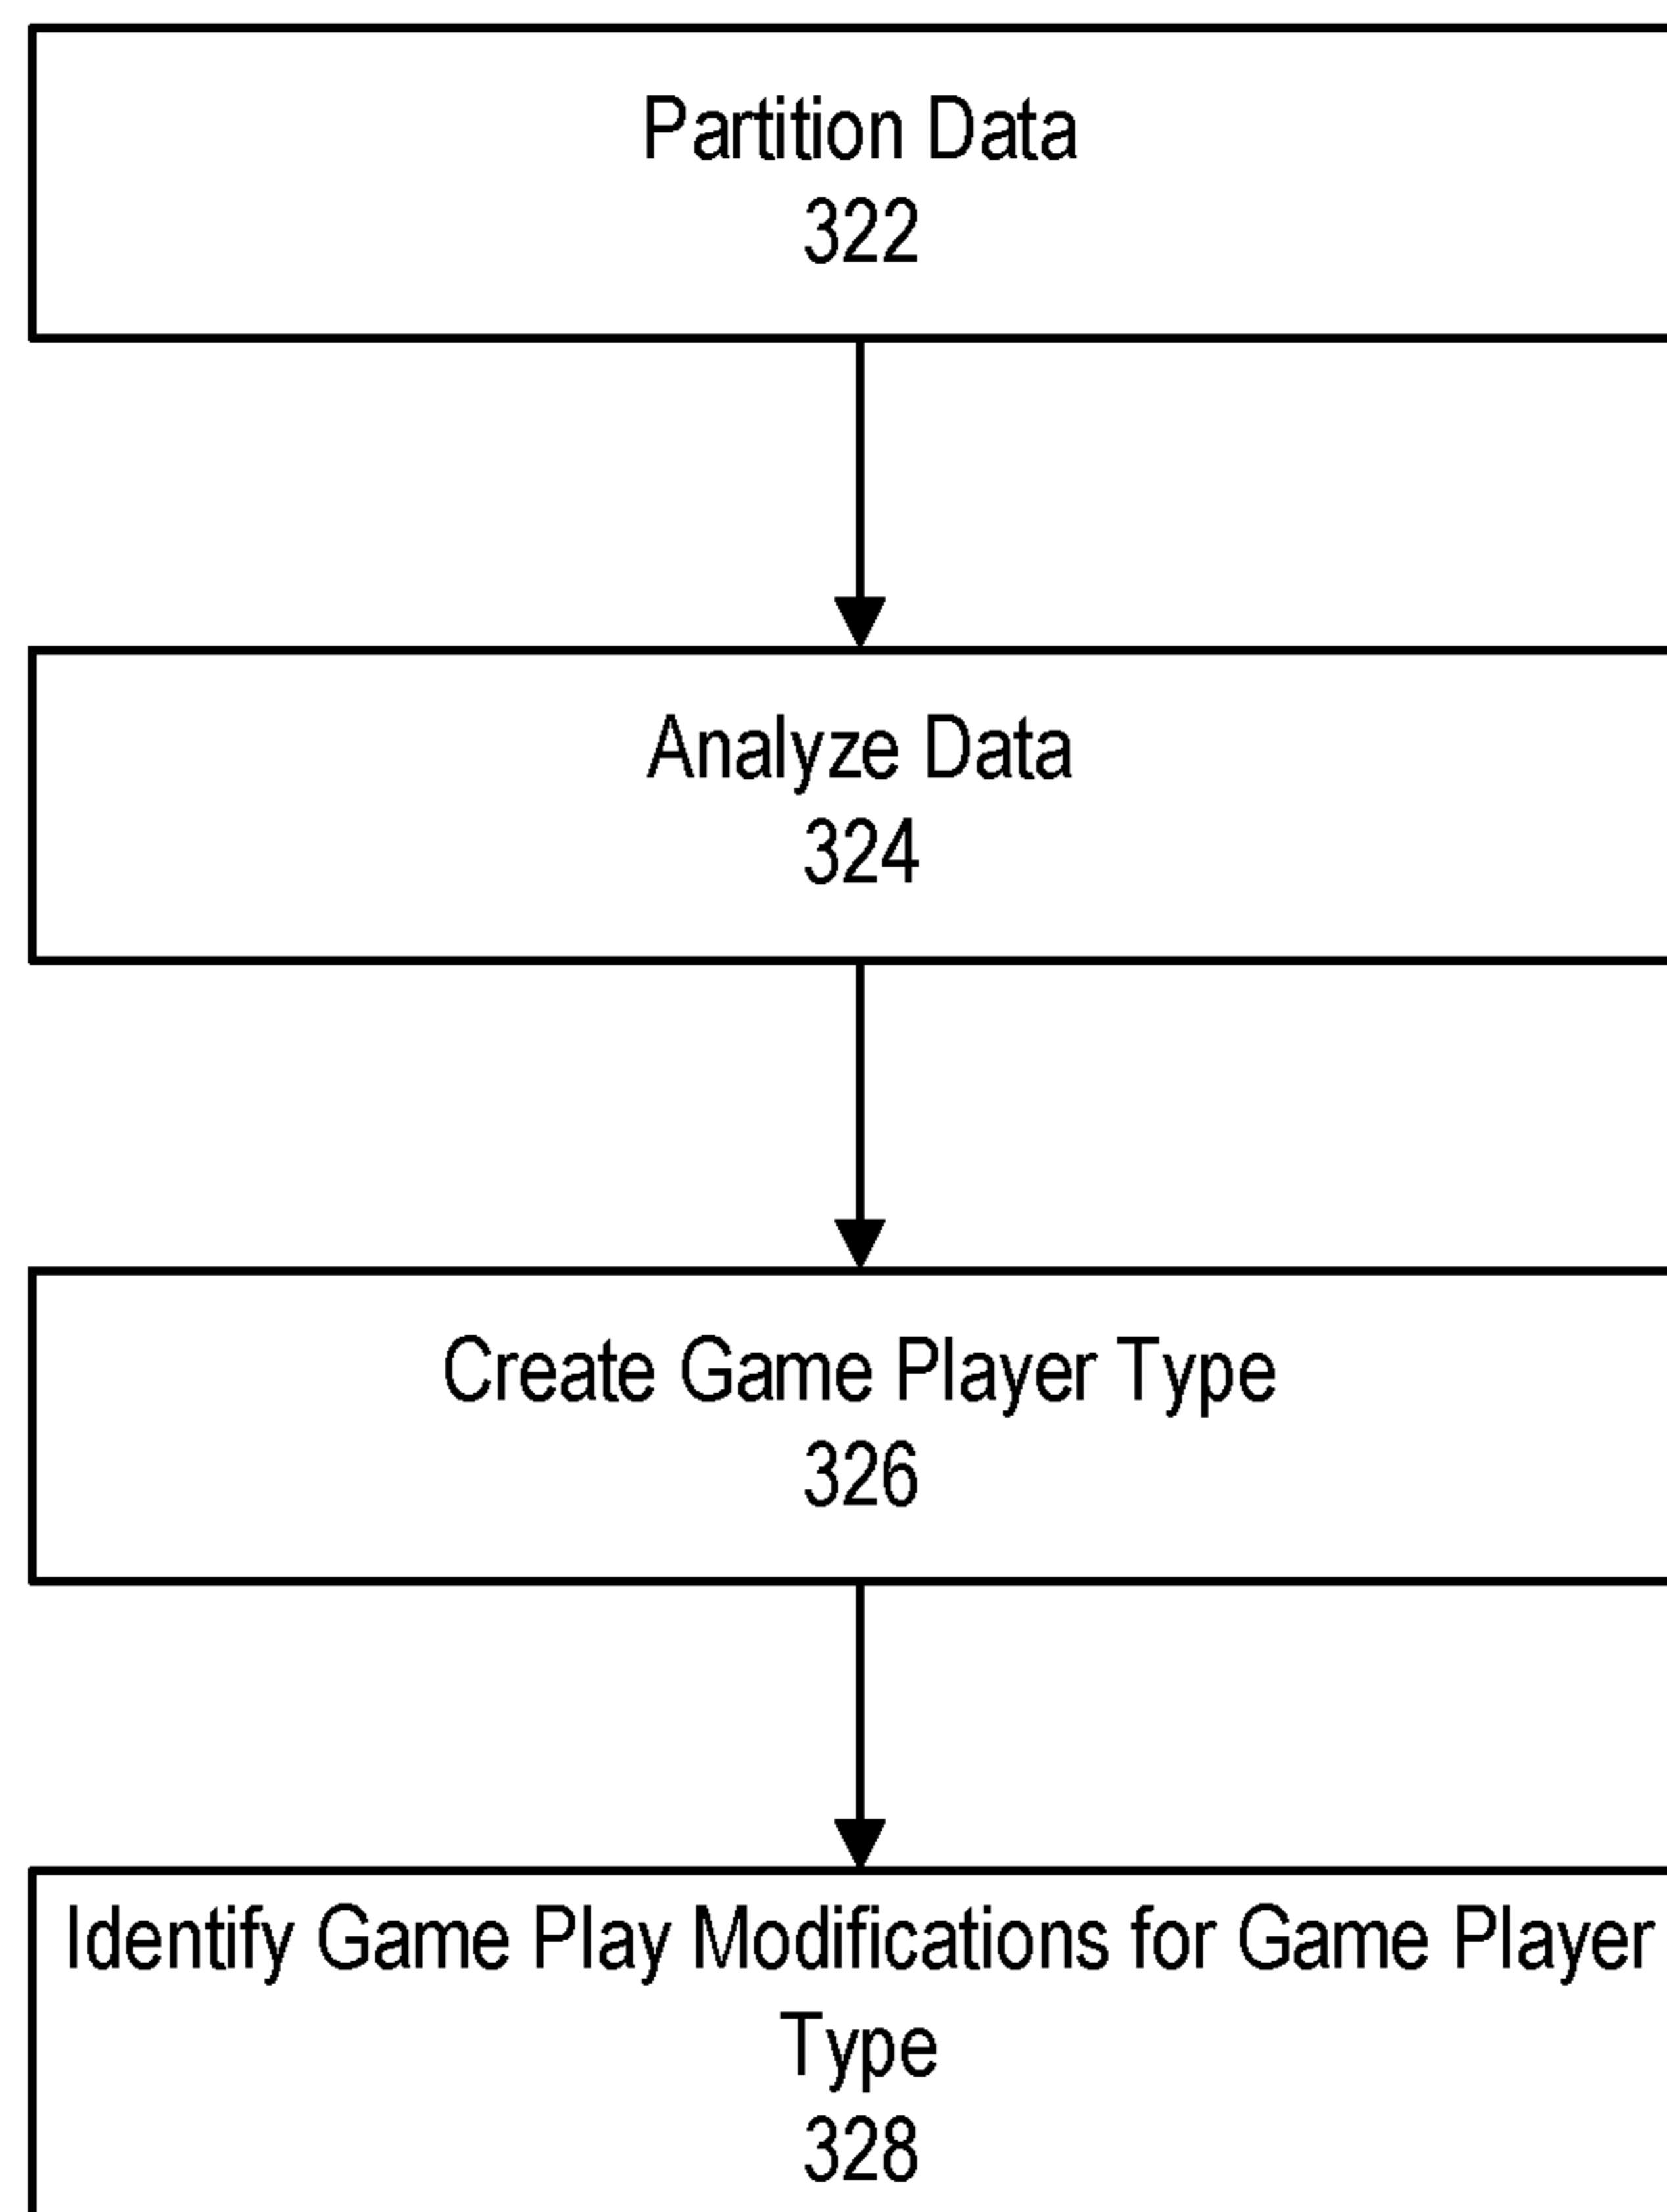 Partition Data
322
Analyze Data
324
Create Game Player Type
326
Identify Game Play Modifications for Game Player
Type
328